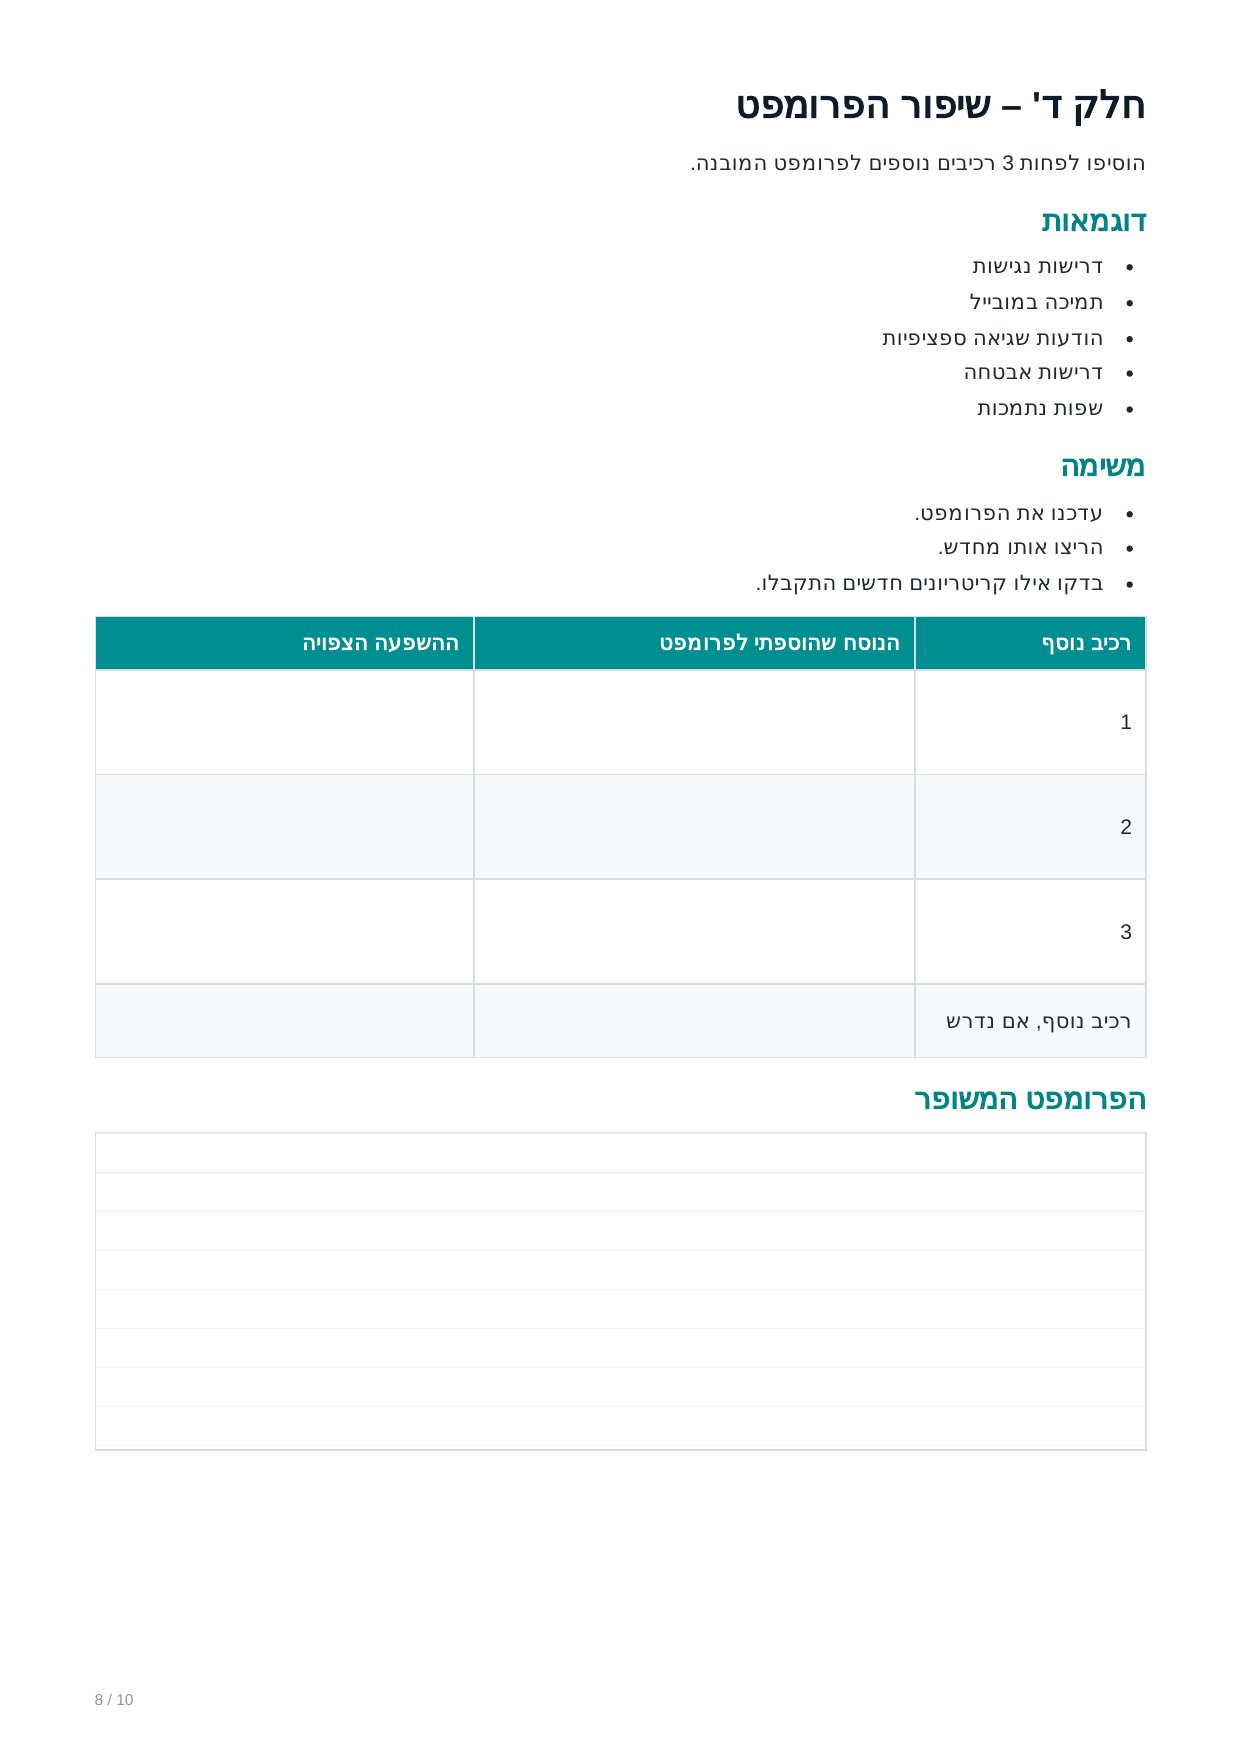 חלק ד' – שיפור הפרומפט
הוסיפו לפחות 3 רכיבים נוספים לפרומפט המובנה.
דוגמאות
• דרישות נגישות
• תמיכה במובייל
• הודעות שגיאה ספציפיות
• דרישות אבטחה
• שפות נתמכות
משימה
• עדכנו את הפרומפט.
• הריצו אותו מחדש.
• בדקו אילו קריטריונים חדשים התקבלו.
רכיב נוסף הנוסח שהוספתי לפרומפט ההשפעה הצפויה
1
2
3
רכיב נוסף, אם נדרש
הפרומפט המשופר
8 / 10